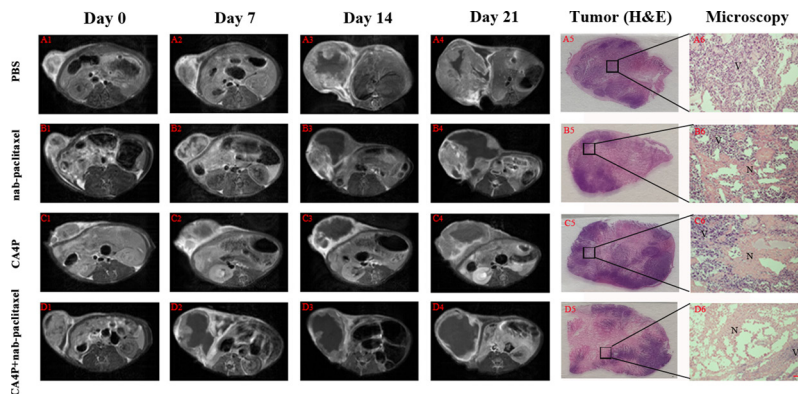 Day 0 Day 7 Day 14 Day 21 Tumor (H&E) Microscopy
PBS
A1 A2 A3 A4 A5 A6
V
nab-paclitaxel
B1 B2 B3 B4 B5 B6
V
N
CA4P
C1 C2 C3 C4 C5 C6
V
N
CA4P+nab-paclitaxel
D1 D2 D3 D4 D5 D6
N
V